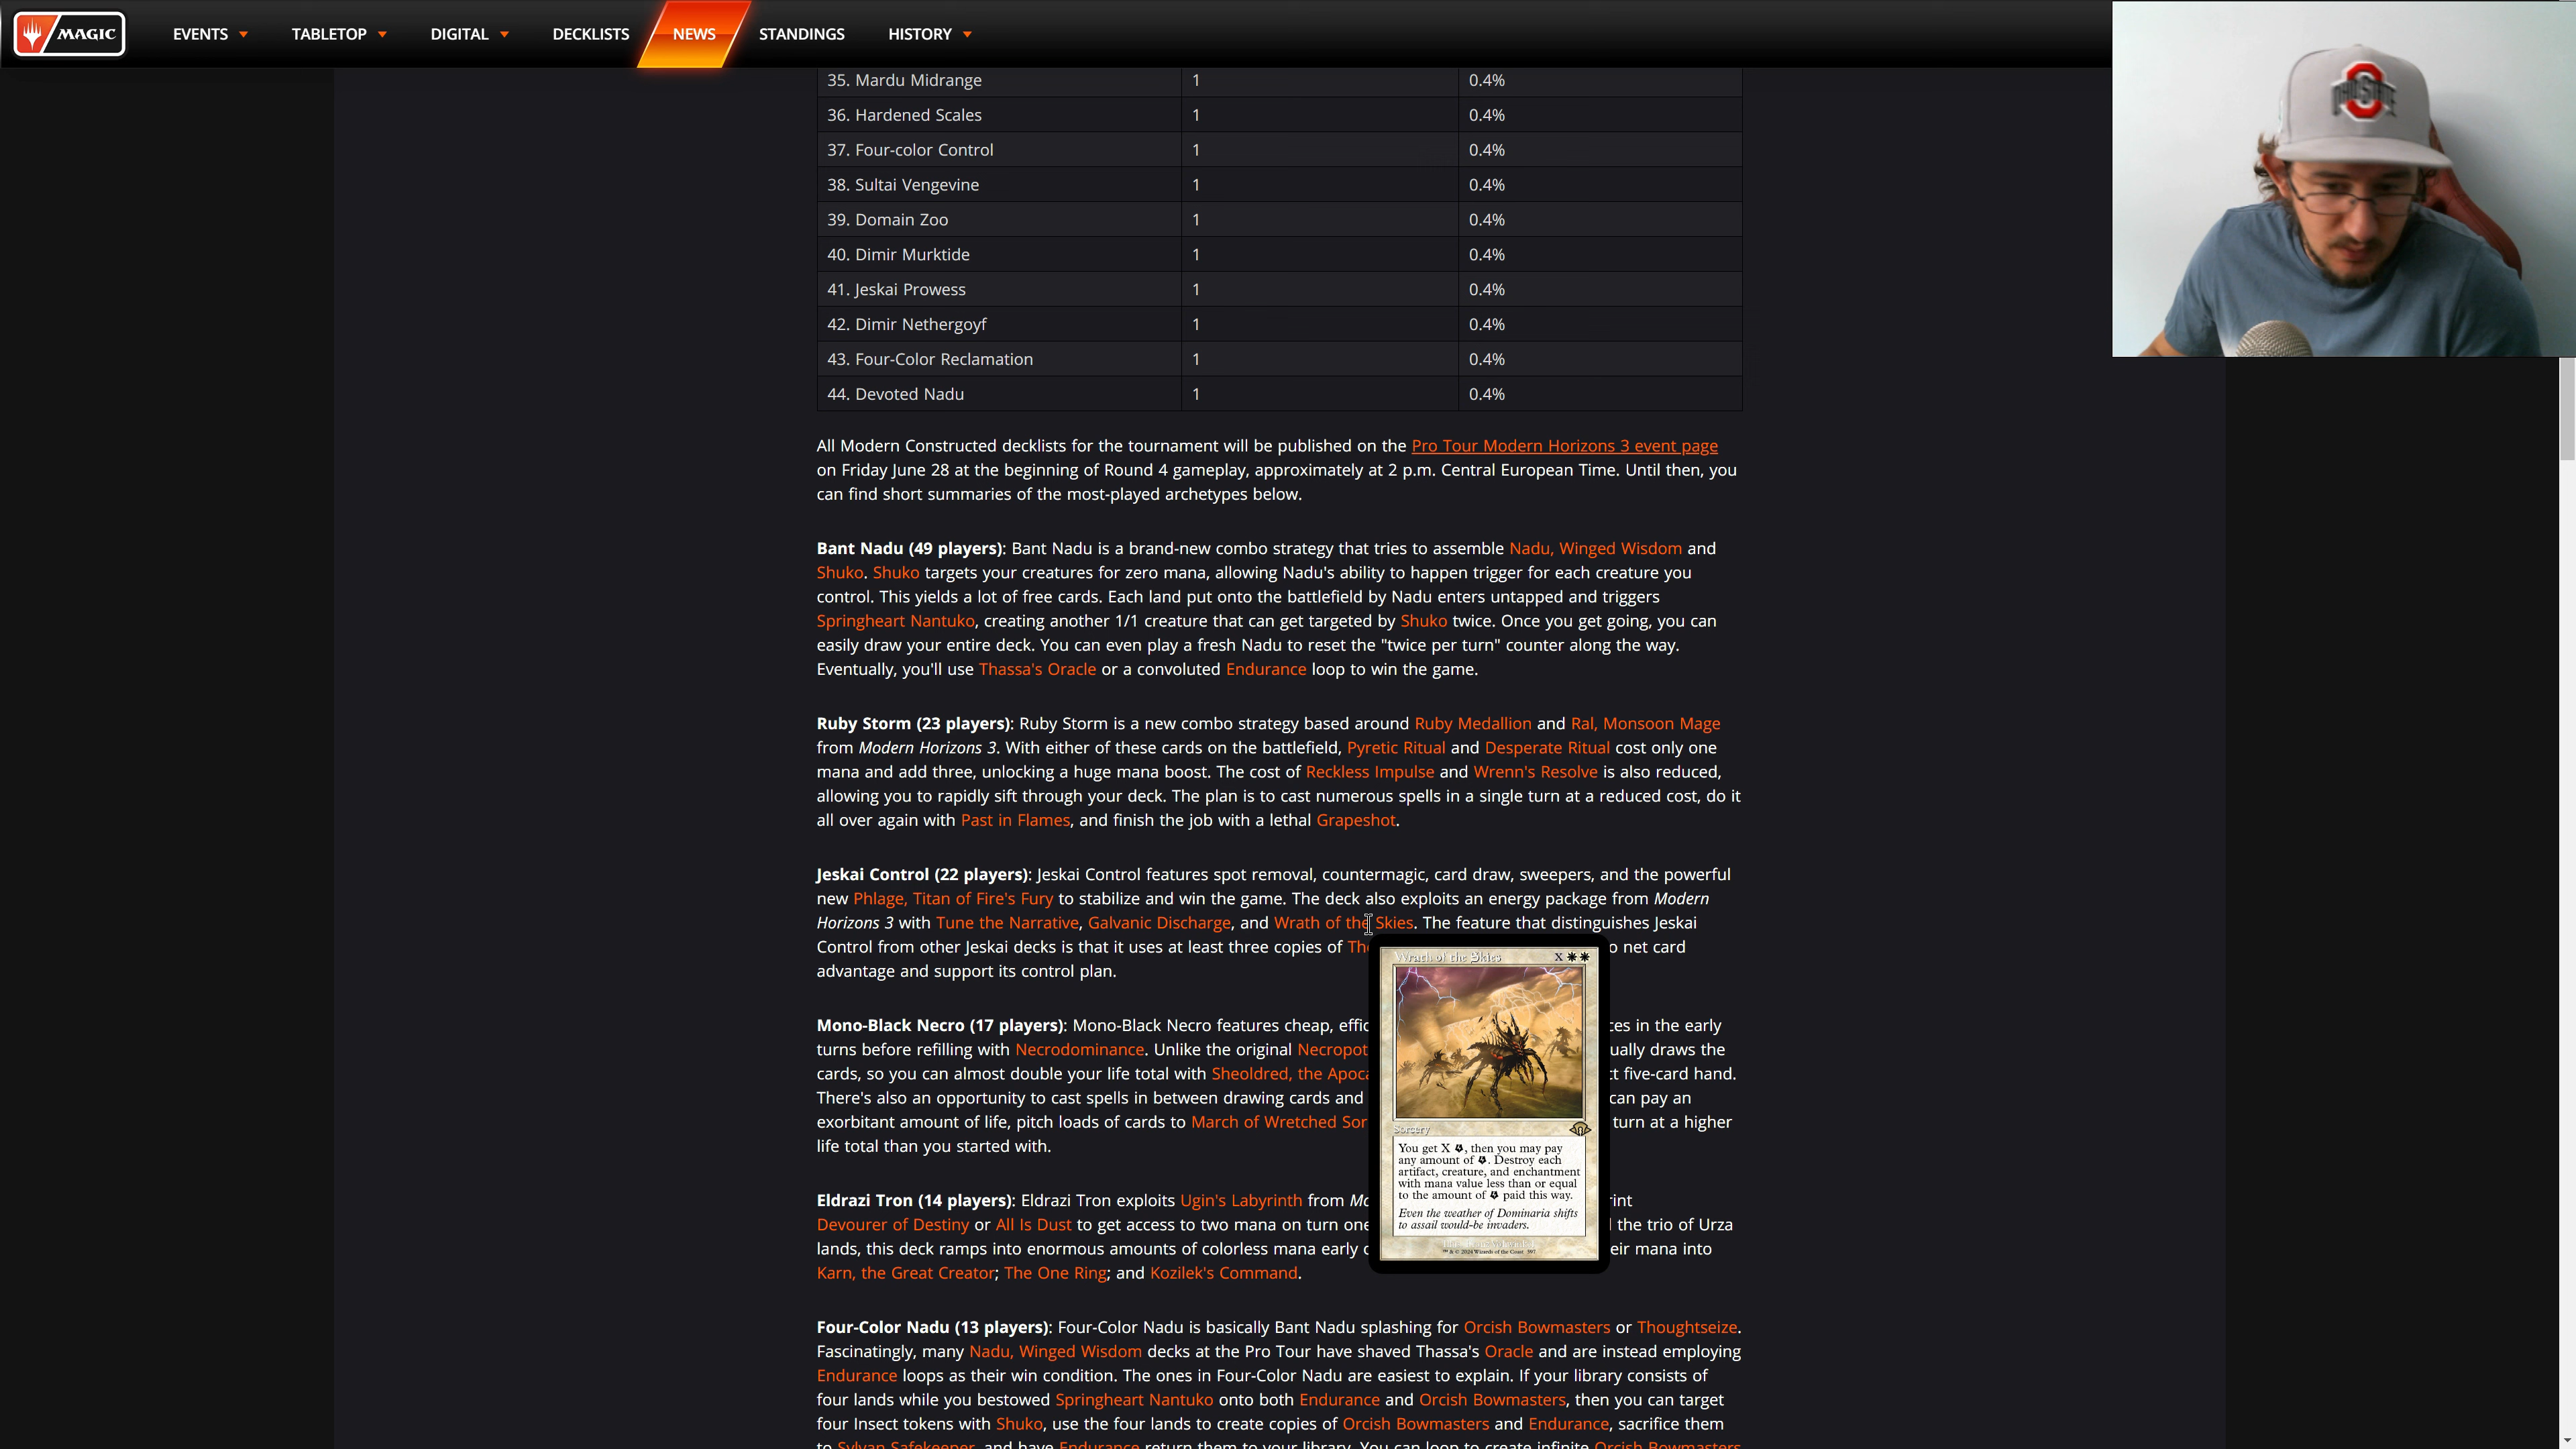 MAGIC
EVENTS
TABLETOP
DIGITAL
DECKLISTS
NEWS
STANDINGS
HISTORY
35. Mardu Midrange 1 0.4%
36. Hardened Scales 1 0.4%
37. Four-color Control 1 0.4%
38. Sultai Vengevine 1 0.4%
39. Domain Zoo 1 0.4%
40. Dimir Murktide 1 0.4%
41. Jeskai Prowess 1 0.4%
42. Dimir Nethergoyf 1 0.4%
43. Four-Color Reclamation 1 0.4%
44. Devoted Nadu 1 0.4%
All Modern Constructed decklists for the tournament will be published on the Pro Tour Modern Horizons 3 event page
on Friday June 28 at the beginning of Round 4 gameplay, approximately at 2 p.m. Central European Time. Until then, you
can find short summaries of the most-played archetypes below.
Bant Nadu (49 players): Bant Nadu is a brand-new combo strategy that tries to assemble Nadu, Winged Wisdom and
Shuko. Shuko targets your creatures for zero mana, allowing Nadu's ability to happen trigger for each creature you
control. This yields a lot of free cards. Each land put onto the battlefield by Nadu enters untapped and triggers
Springheart Nantuko, creating another 1/1 creature that can get targeted by Shuko twice. Once you get going, you can
easily draw your entire deck. You can even play a fresh Nadu to reset the "twice per turn" counter along the way.
Eventually, you'll use Thassa's Oracle or a convoluted Endurance loop to win the game.
Ruby Storm (23 players): Ruby Storm is a new combo strategy based around Ruby Medallion and Ral, Monsoon Mage
from Modern Horizons 3. With either of these cards on the battlefield, Pyretic Ritual and Desperate Ritual cost only one
mana and add three, unlocking a huge mana boost. The cost of Reckless Impulse and Wrenn's Resolve is also reduced,
allowing you to rapidly sift through your deck. The plan is to cast numerous spells in a single turn at a reduced cost, do it
all over again with Past in Flames, and finish the job with a lethal Grapeshot.
Jeskai Control (22 players): Jeskai Control features spot removal, countermagic, card draw, sweepers, and the powerful
new Phlage, Titan of Fire's Fury to stabilize and win the game. The deck also exploits an energy package from Modern
Horizons 3 with Tune the Narrative, Galvanic Discharge, and Wrath of the Skies. The feature that distinguishes Jeskai
Control from other Jeskai decks is that it uses at least three copies of The o net card
advantage and support its control plan.
Mono-Black Necro (17 players): Mono-Black Necro features cheap, effic ces in the early
turns before refilling with Necrodominance. Unlike the original Necropot ually draws the
cards, so you can almost double your life total with Sheoldred, the Apoca ct five-card hand.
There's also an opportunity to cast spells in between drawing cards and can pay an
exorbitant amount of life, pitch loads of cards to March of Wretched Sor turn at a higher
life total than you started with.
Eldrazi Tron (14 players): Eldrazi Tron exploits Ugin's Labyrinth from Mo rint
Devourer of Destiny or All Is Dust to get access to two mana on turn one the trio of Urza
lands, this deck ramps into enormous amounts of colorless mana early o eir mana into
Karn, the Great Creator; The One Ring; and Kozilek's Command.
Four-Color Nadu (13 players): Four-Color Nadu is basically Bant Nadu splashing for Orcish Bowmasters or Thoughtseize.
Fascinatingly, many Nadu, Winged Wisdom decks at the Pro Tour have shaved Thassa's Oracle and are instead employing
Endurance loops as their win condition. The ones in Four-Color Nadu are easiest to explain. If your library consists of
four lands while you bestowed Springheart Nantuko onto both Endurance and Orcish Bowmasters, then you can target
four Insect tokens with Shuko, use the four lands to create copies of Orcish Bowmasters and Endurance, sacrifice them
to Sylvan Safekeeper, and have Endurance return them to your library. You can loop to create infinite Orcish Bowmasters
Wrath of the Skies X
Sorcery
You get X , then you may pay
any amount of . Destroy each
artifact, creature, and enchantment
with mana value less than or equal
to the amount of paid this way.
Even the weather of Dominaria shifts
to assail would-be invaders.
™ & © 2024 Wizards of the Coast 397
OHIO STATE